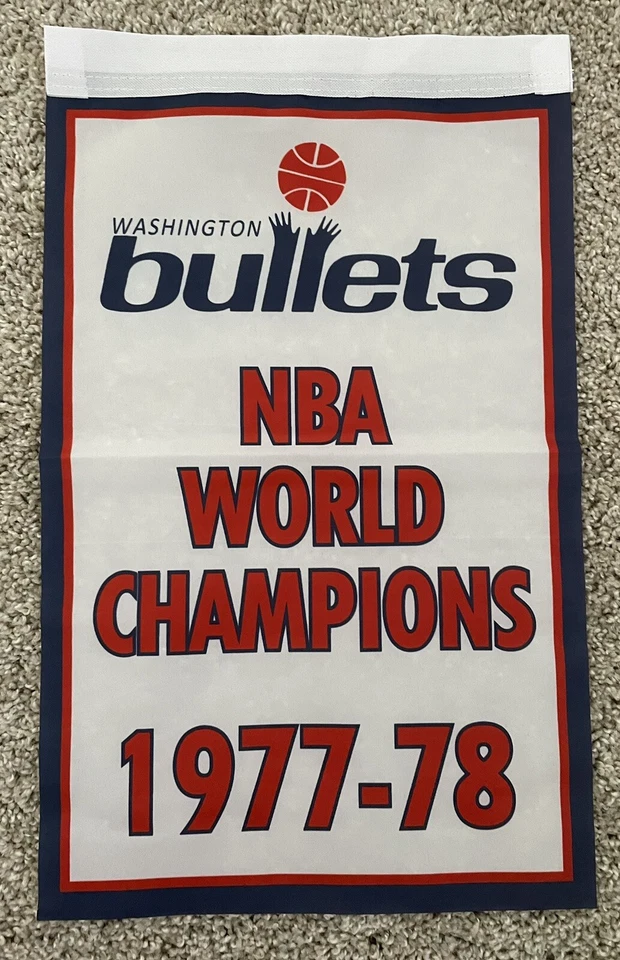 WASHINGTON
bullets
NBA
WORLD
CHAMPIONS
1977-78